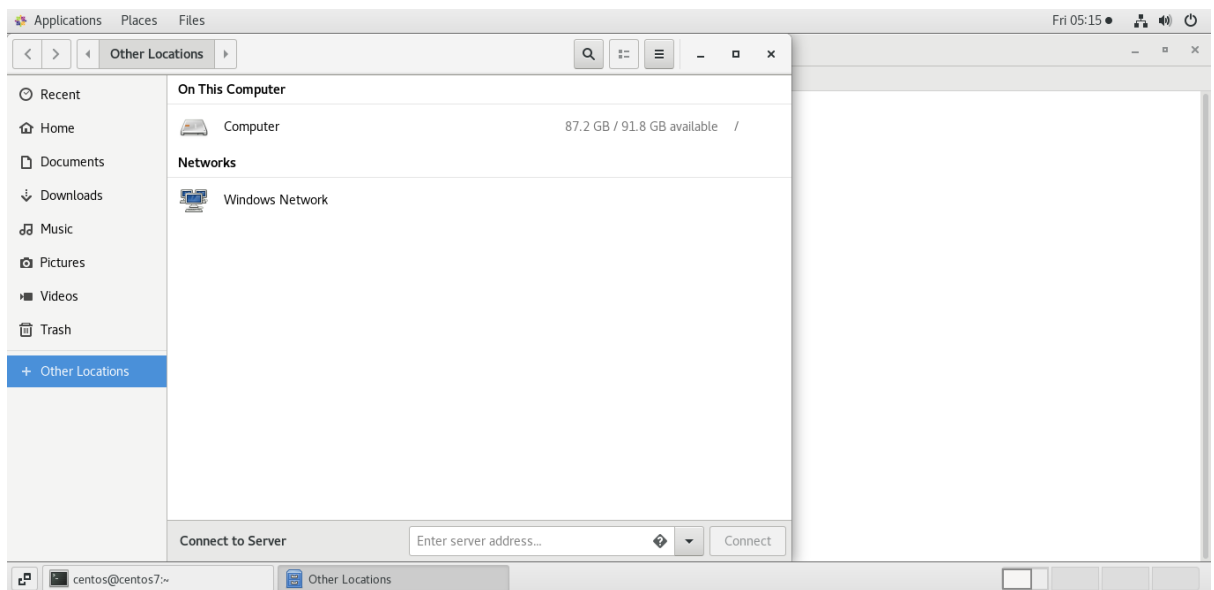 Applications Places Files Fri 05:15
Other Locations
Recent
Home
Documents
Downloads
Music
Pictures
Videos
Trash
+ Other Locations
On This Computer
Computer 87.2 GB / 91.8 GB available /
Networks
Windows Network
Connect to Server Enter server address... Connect
centos@centos7:~ Other Locations